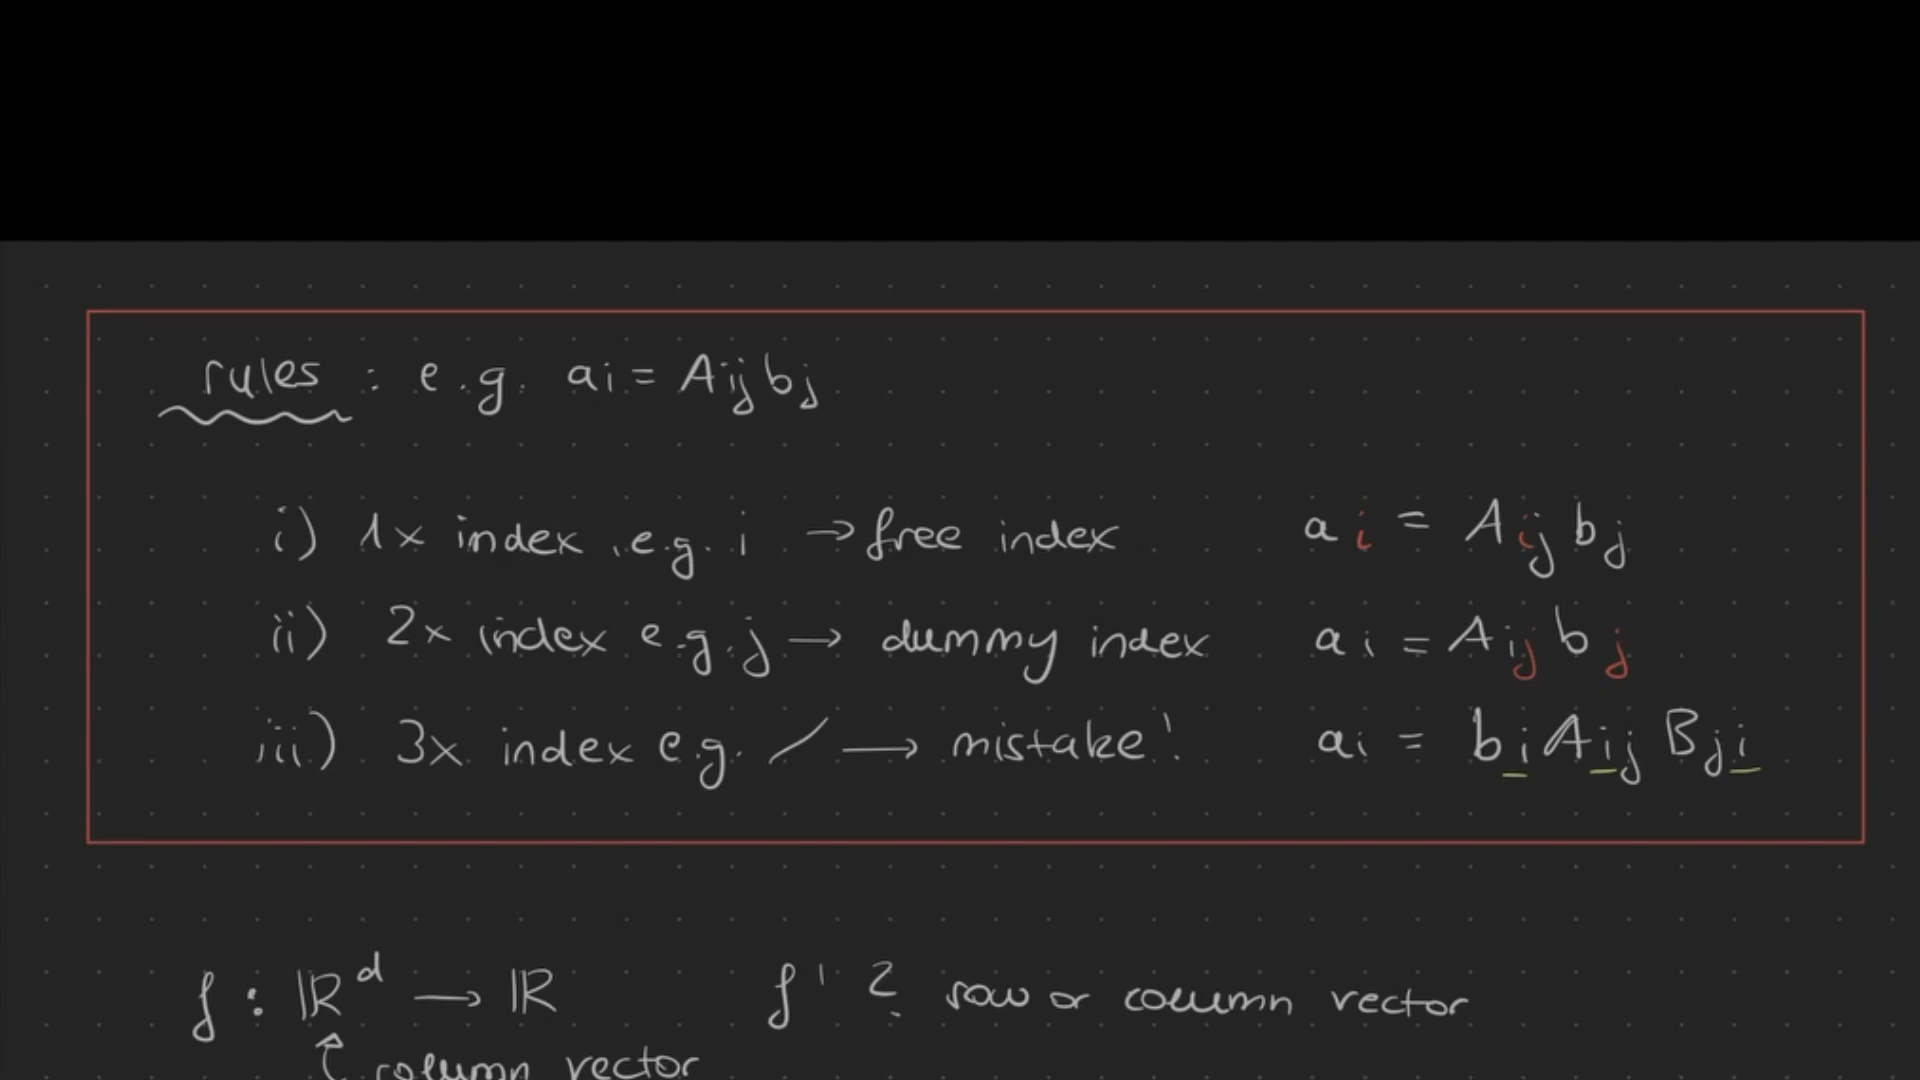 rules : e.g. ai = Aij bj
i) 1x index e.g. i → free index ai = Aij bj
ii) 2x index e.g. j → dummy index ai = Aij bj
iii) 3x index e.g. / → mistake! ai = bi Aij Bji
f : ℝᵈ → ℝ f' ? row or column vector
↑ column vector